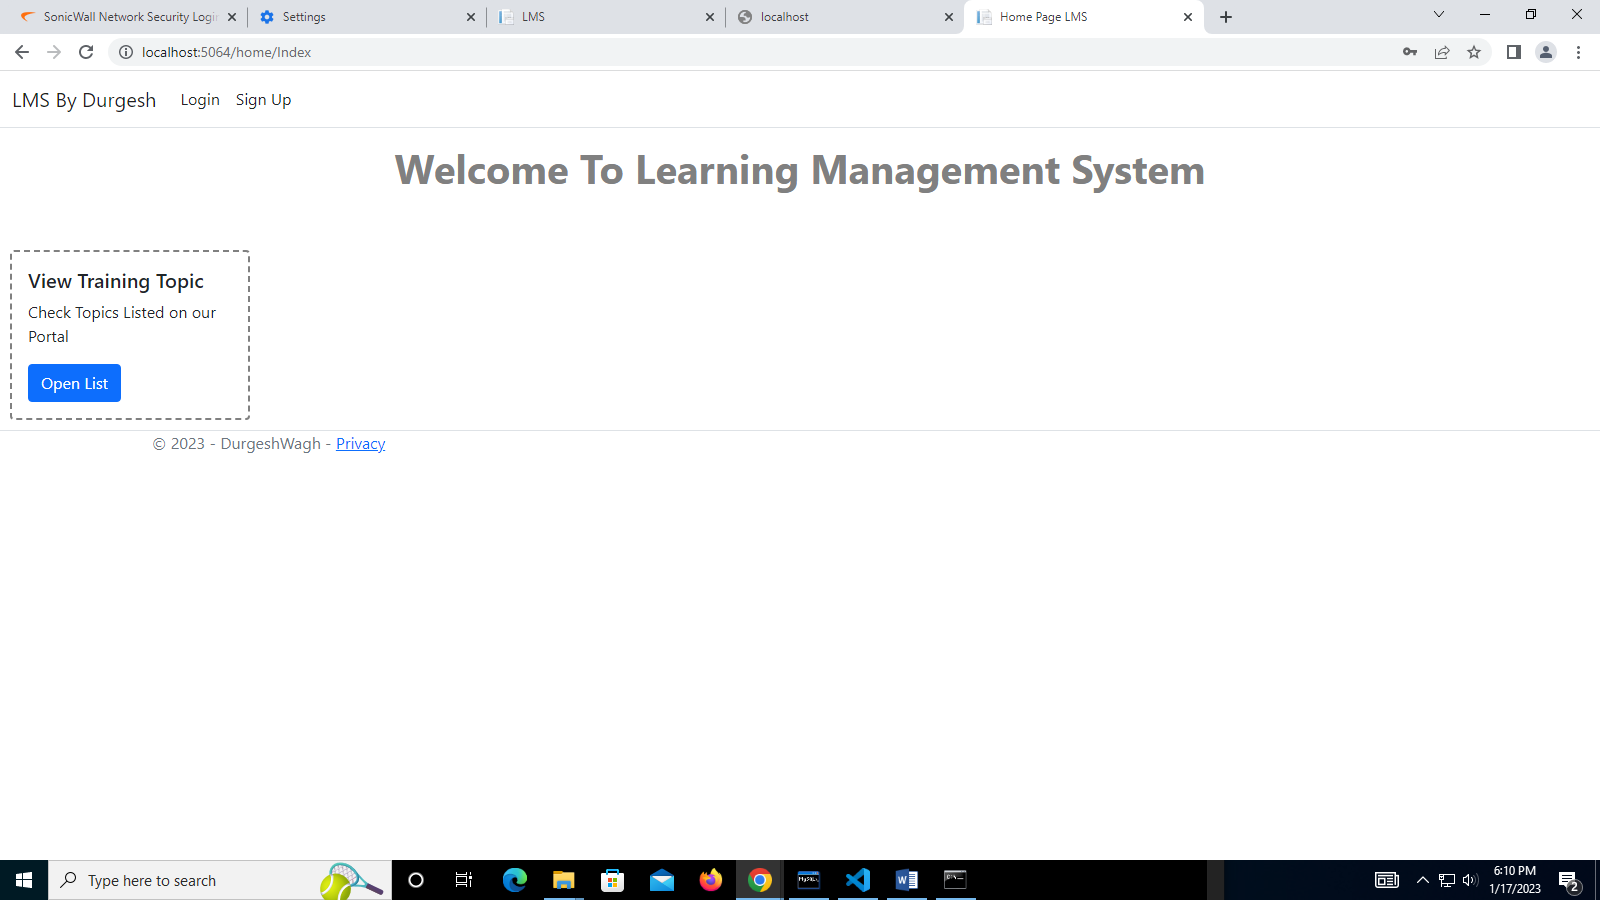 SonicWall Network Security Login
Settings
LMS
localhost
Home Page LMS
localhost:5064/home/Index
LMS By Durgesh
Login
Sign Up
Welcome To Learning Management System
View Training Topic
Check Topics Listed on our
Portal
Open List
© 2023 - DurgeshWagh - Privacy
Type here to search
MySQL
6:10 PM
1/17/2023
2